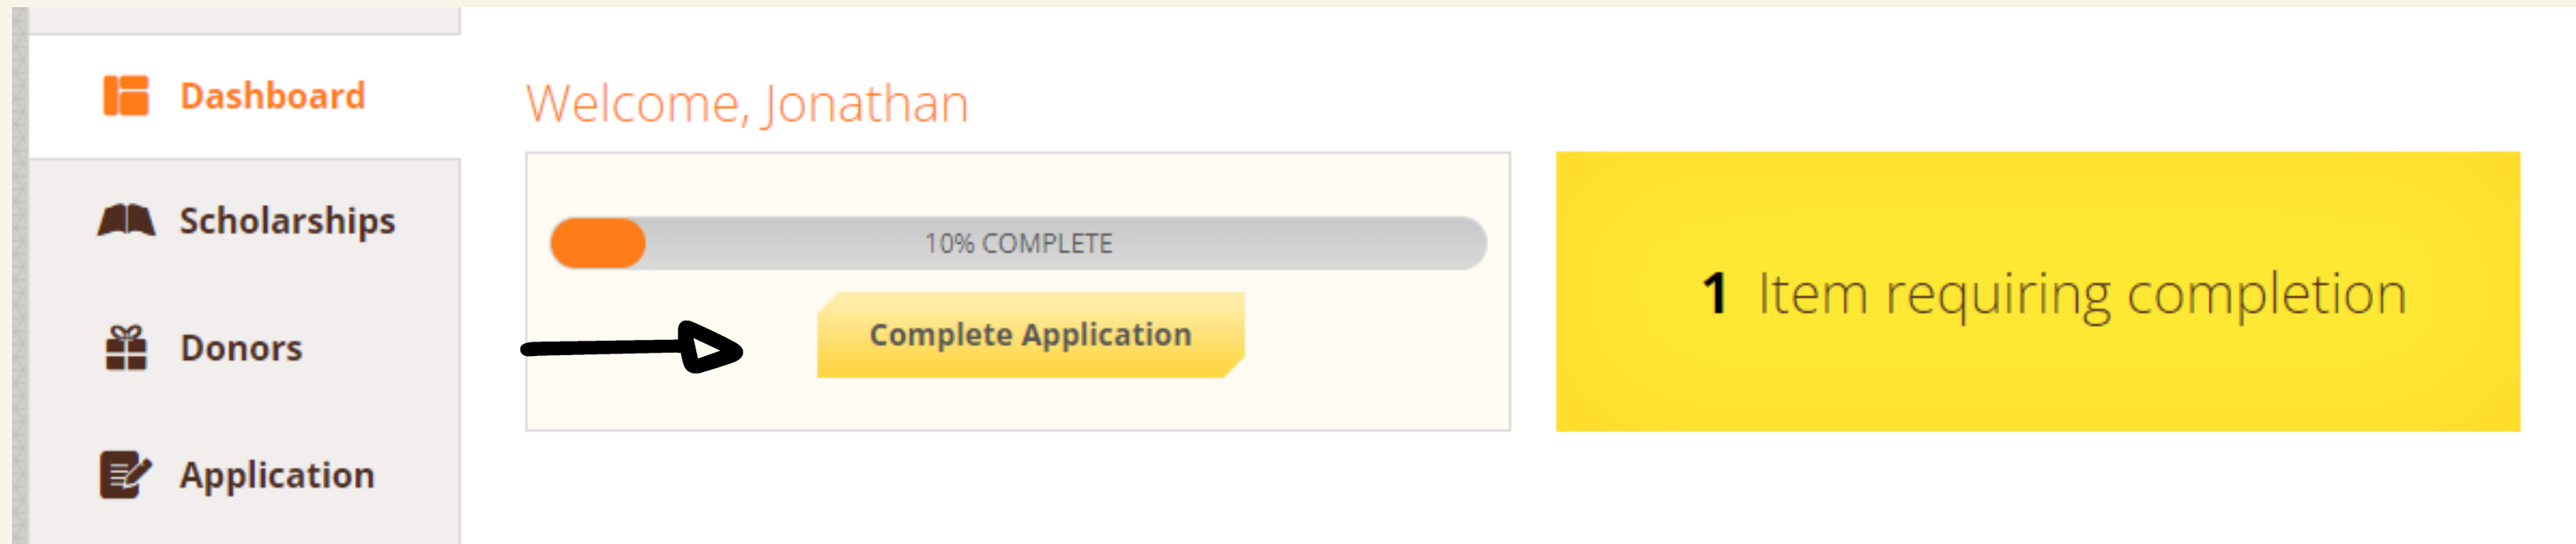 Dashboard
Scholarships
Donors
Application
Welcome, Jonathan
10% COMPLETE
Complete Application
1 Item requiring completion